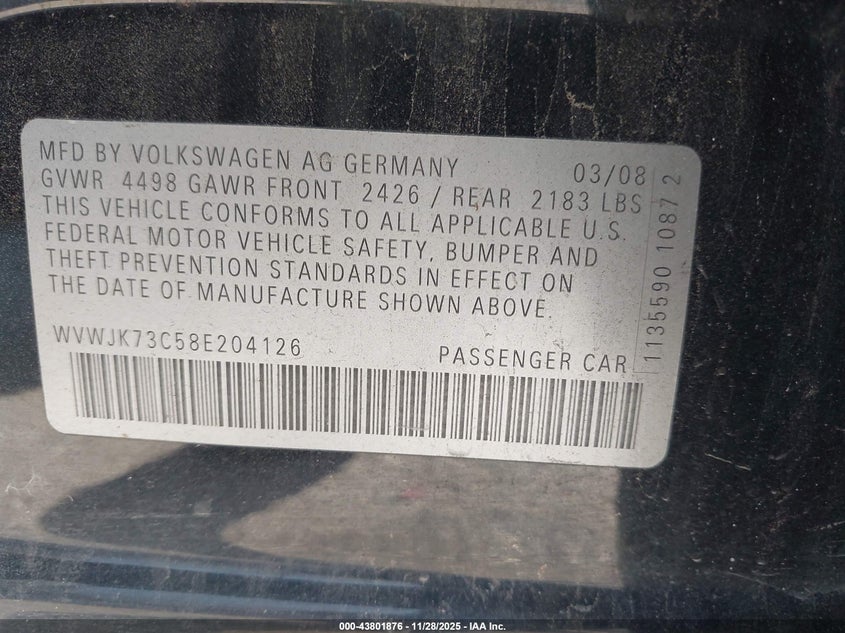 MFD BY VOLKSWAGEN AG GERMANY 03/08
GVWR 4498 GAWR FRONT 2426 / REAR 2183 LBS
THIS VEHICLE CONFORMS TO ALL APPLICABLE U.S.
FEDERAL MOTOR VEHICLE SAFETY, BUMPER AND
THEFT PREVENTION STANDARDS IN EFFECT ON
THE DATE OF MANUFACTURE SHOWN ABOVE.
WVWJK73C58E204126 PASSENGER CAR
1135590 1087 2
000-43801876 | 11/28/2025 - IAA Inc.